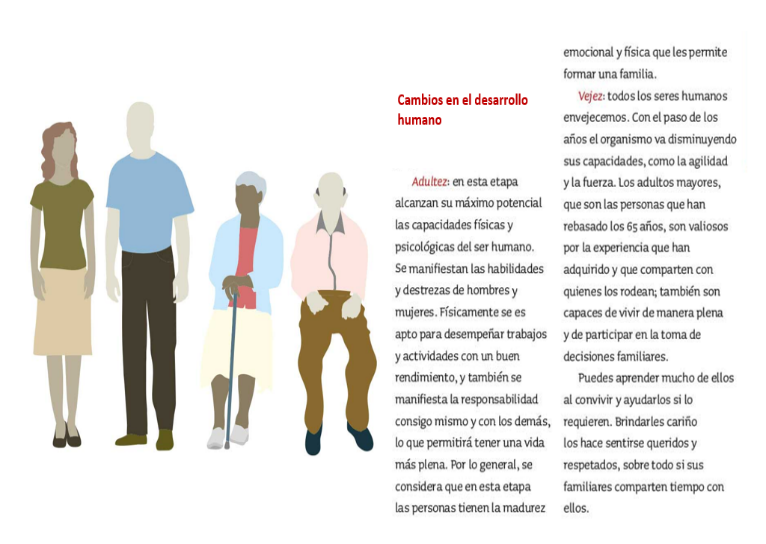 Cambios en el desarrollo
humano
Adultez: en esta etapa
alcanzan su máximo potencial
las capacidades físicas y
psicológicas del ser humano.
Se manifiestan las habilidades
y destrezas de hombres y
mujeres. Físicamente se es
apto para desempeñar trabajos
y actividades con un buen
rendimiento, y también se
manifiesta la responsabilidad
consigo mismo y con los demás,
lo que permitirá tener una vida
más plena. Por lo general, se
considera que en esta etapa
las personas tienen la madurez
emocional y física que les permite
formar una familia.
Vejez: todos los seres humanos
envejecemos. Con el paso de los
años el organismo va disminuyendo
sus capacidades, como la agilidad
y la fuerza. Los adultos mayores,
que son las personas que han
rebasado los 65 años, son valiosos
por la experiencia que han
adquirido y que comparten con
quienes los rodean; también son
capaces de vivir de manera plena
y de participar en la toma de
decisiones familiares.
Puedes aprender mucho de ellos
al convivir y ayudarlos si lo
requieren. Brindarles cariño
los hace sentirse queridos y
respetados, sobre todo si sus
familiares comparten tiempo con
ellos.